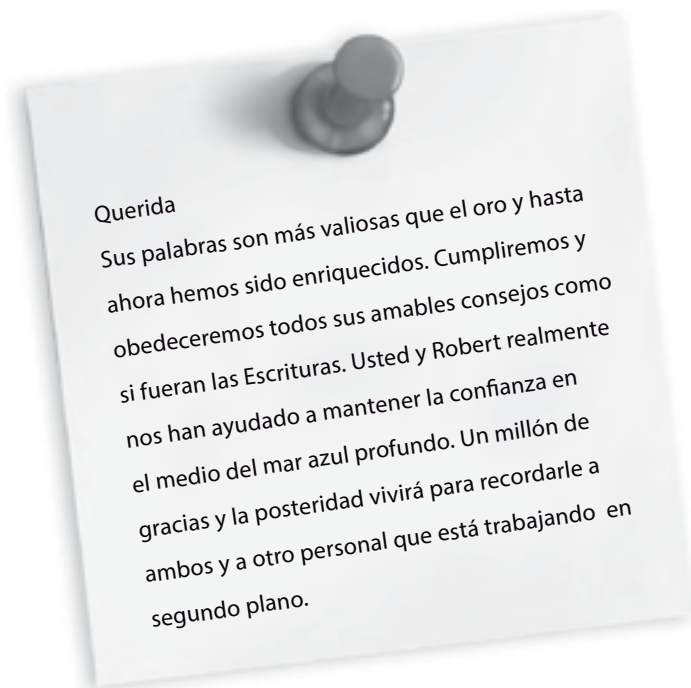 Querida
Sus palabras son más valiosas que el oro y hasta
ahora hemos sido enriquecidos. Cumpliremos y
obedeceremos todos sus amables consejos como
si fueran las Escrituras. Usted y Robert realmente
nos han ayudado a mantener la confianza en
el medio del mar azul profundo. Un millón de
gracias y la posteridad vivirá para recordarle a
ambos y a otro personal que está trabajando en
segundo plano.